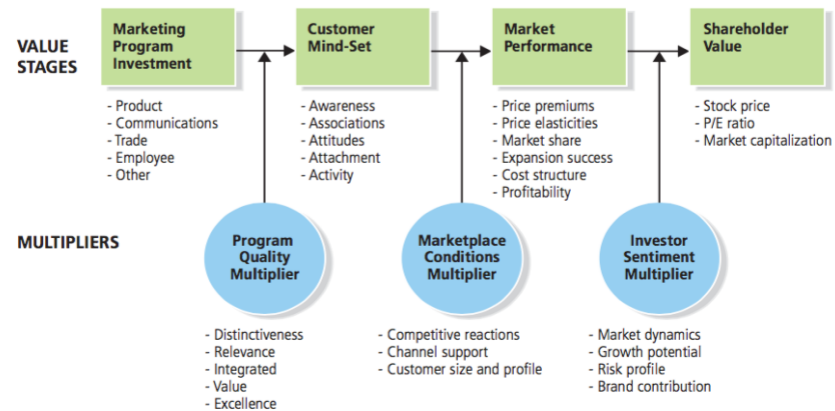 VALUE
STAGES
Marketing
Program
Investment
Customer
Mind-Set
Market
Performance
Shareholder
Value
- Product
- Communications
- Trade
- Employee
- Other
- Awareness
- Associations
- Attitudes
- Attachment
- Activity
- Price premiums
- Price elasticities
- Market share
- Expansion success
- Cost structure
- Profitability
- Stock price
- P/E ratio
- Market capitalization
MULTIPLIERS
Program
Quality
Multiplier
Marketplace
Conditions
Multiplier
Investor
Sentiment
Multiplier
- Distinctiveness
- Relevance
- Integrated
- Value
- Excellence
- Competitive reactions
- Channel support
- Customer size and profile
- Market dynamics
- Growth potential
- Risk profile
- Brand contribution